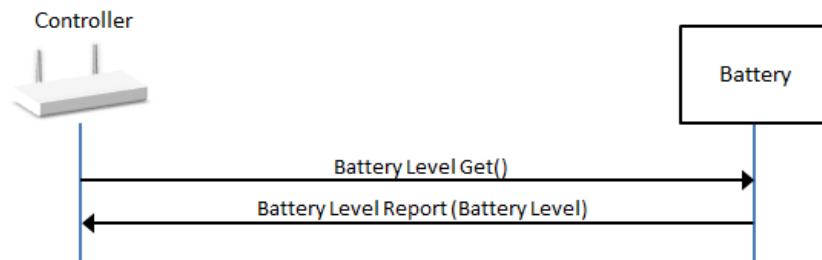 Controller
Battery
Battery Level Get()
Battery Level Report (Battery Level)